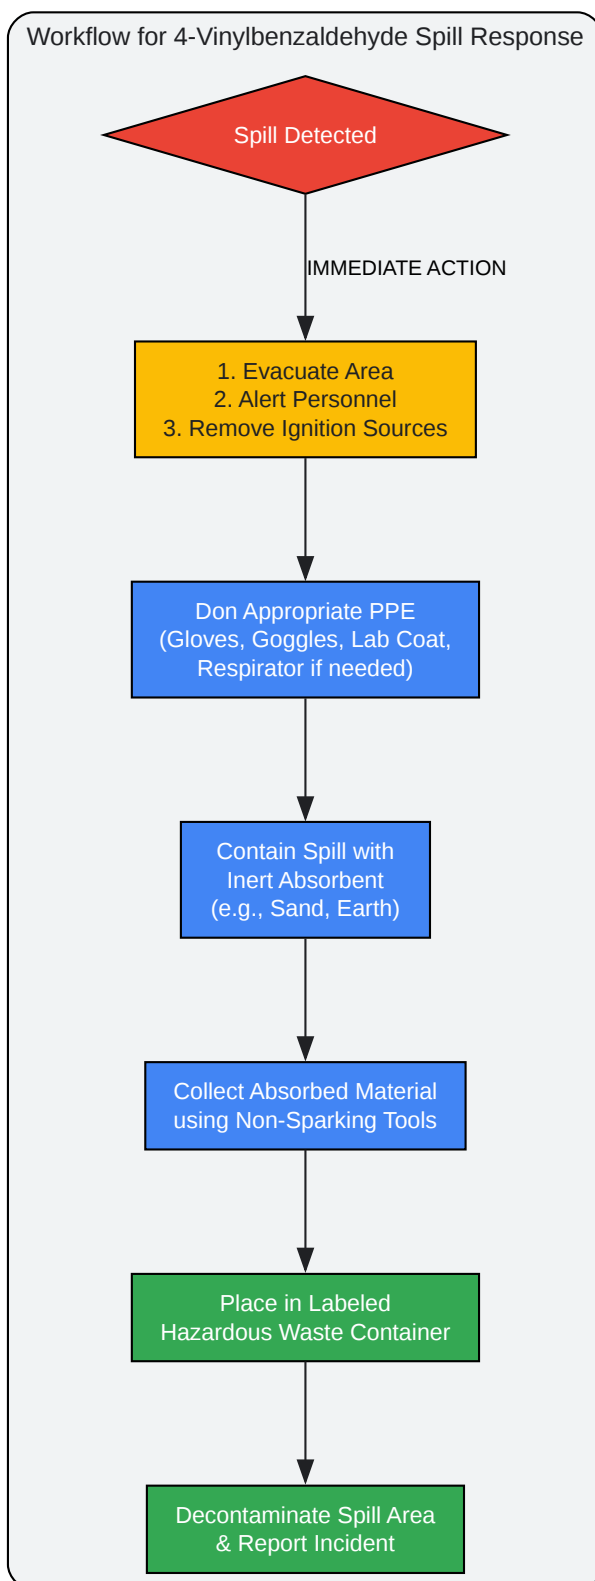 Workflow for 4-Vinylbenzaldehyde Spill Response
Spill Detected
IMMEDIATE ACTION
1. Evacuate Area
2. Alert Personnel
3. Remove Ignition Sources
Don Appropriate PPE
(Gloves, Goggles, Lab Coat,
Respirator if needed)
Contain Spill with
Inert Absorbent
(e.g., Sand, Earth)
Collect Absorbed Material
using Non-Sparking Tools
Place in Labeled
Hazardous Waste Container
Decontaminate Spill Area
& Report Incident